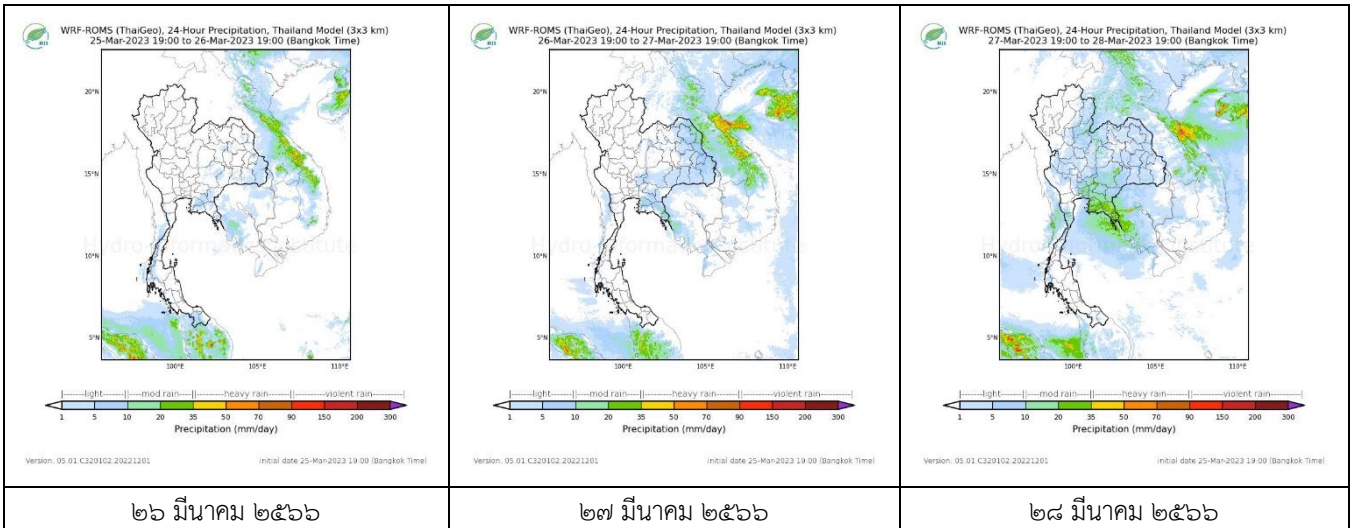 WRF-ROMS (ThaiGeo), 24-Hour Precipitation, Thailand Model (3x3 km)
25-Mar-2023 19:00 to 26-Mar-2023 19:00 (Bangkok Time)
20°N
15°N
10°N
5°N
100°E 105°E 110°E
|-------light-------||---mod rain---||-------heavy rain-------||-------violent rain-------|
1 5 10 20 35 50 70 90 150 200 300
Precipitation (mm/day)
Version: 05.01.C320102.20221201 initial date 25-Mar-2023 19:00 (Bangkok Time)
๒๖ มีนาคม ๒๕๖๖
WRF-ROMS (ThaiGeo), 24-Hour Precipitation, Thailand Model (3x3 km)
26-Mar-2023 19:00 to 27-Mar-2023 19:00 (Bangkok Time)
20°N
15°N
10°N
5°N
100°E 105°E 110°E
|-------light-------||---mod rain---||-------heavy rain-------||-------violent rain-------|
1 5 10 20 35 50 70 90 150 200 300
Precipitation (mm/day)
Version: 05.01.C320102.20221201 initial date 25-Mar-2023 19:00 (Bangkok Time)
๒๗ มีนาคม ๒๕๖๖
WRF-ROMS (ThaiGeo), 24-Hour Precipitation, Thailand Model (3x3 km)
27-Mar-2023 19:00 to 28-Mar-2023 19:00 (Bangkok Time)
20°N
15°N
10°N
5°N
100°E 105°E 110°E
|-------light-------||---mod rain---||-------heavy rain-------||-------violent rain-------|
1 5 10 20 35 50 70 90 150 200 300
Precipitation (mm/day)
Version: 05.01.C320102.20221201 initial date 25-Mar-2023 19:00 (Bangkok Time)
๒๘ มีนาคม ๒๕๖๖